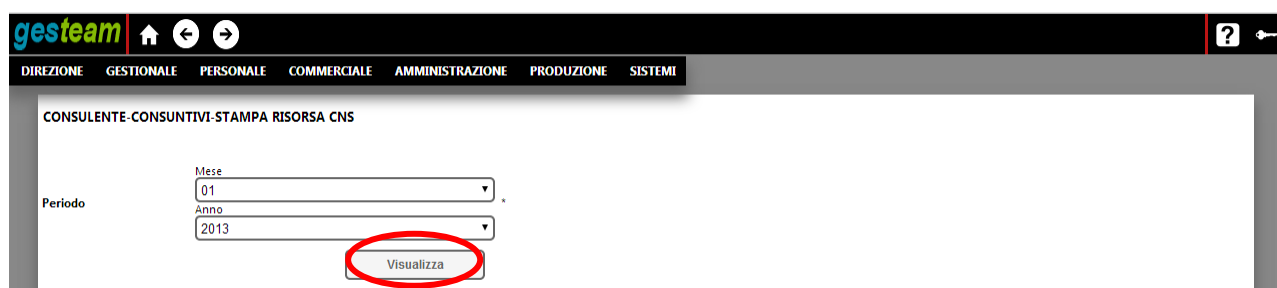 gesteam ?
DIREZIONE GESTIONALE PERSONALE COMMERCIALE AMMINISTRAZIONE PRODUZIONE SISTEMI
CONSULENTE-CONSUNTIVI-STAMPA RISORSA CNS
Mese
01
Periodo *
Anno
2013
Visualizza